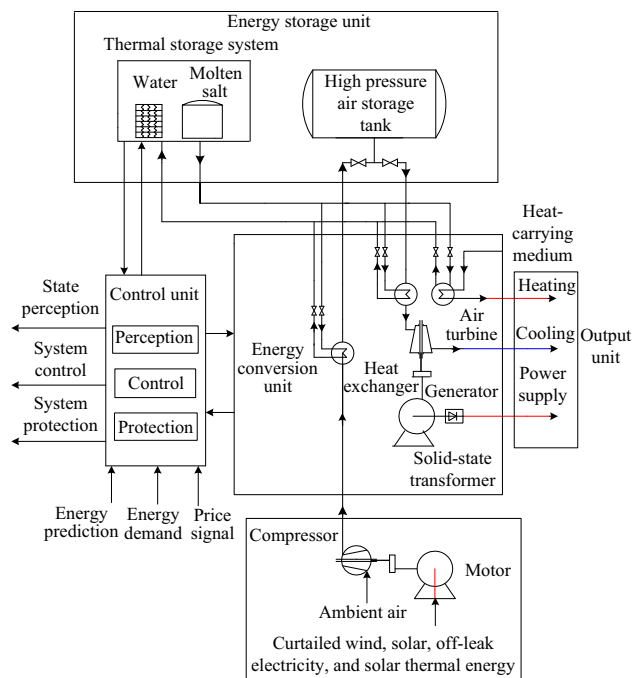 Energy storage unit
Thermal storage system
Water
Molten
salt
High pressure
air storage
tank
Heat-
carrying
medium
State
perception
Control unit
Perception
System
control
Control
System
protection
Protection
Energy
conversion
unit
Heat
exchanger
Air
turbine
Generator
Solid-state
transformer
Heating
Cooling
Power
supply
Output
unit
Energy
prediction
Energy
demand
Price
signal
Compressor
Motor
Ambient air
Curtailed wind, solar, off-leak
electricity, and solar thermal energy